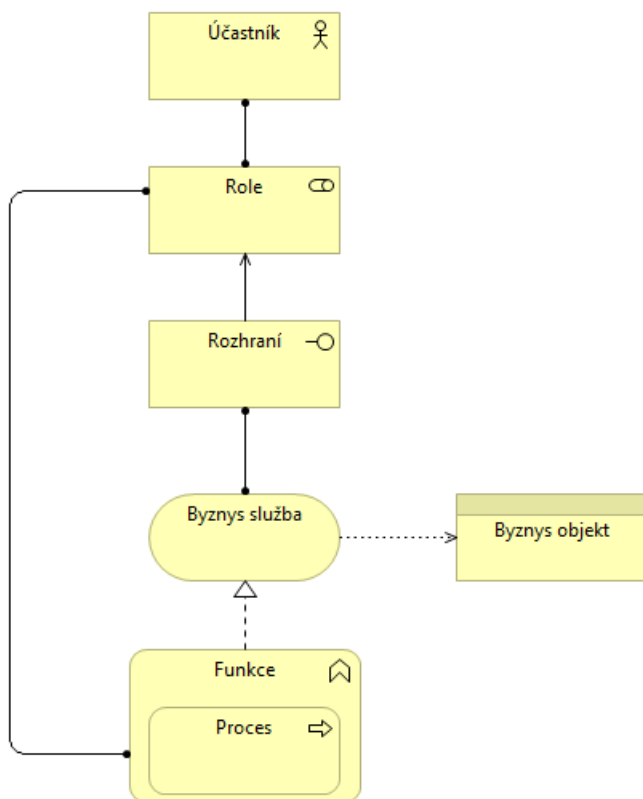 Účastník
Role
Rozhraní
Byznys služba
Byznys objekt
Funkce
Proces